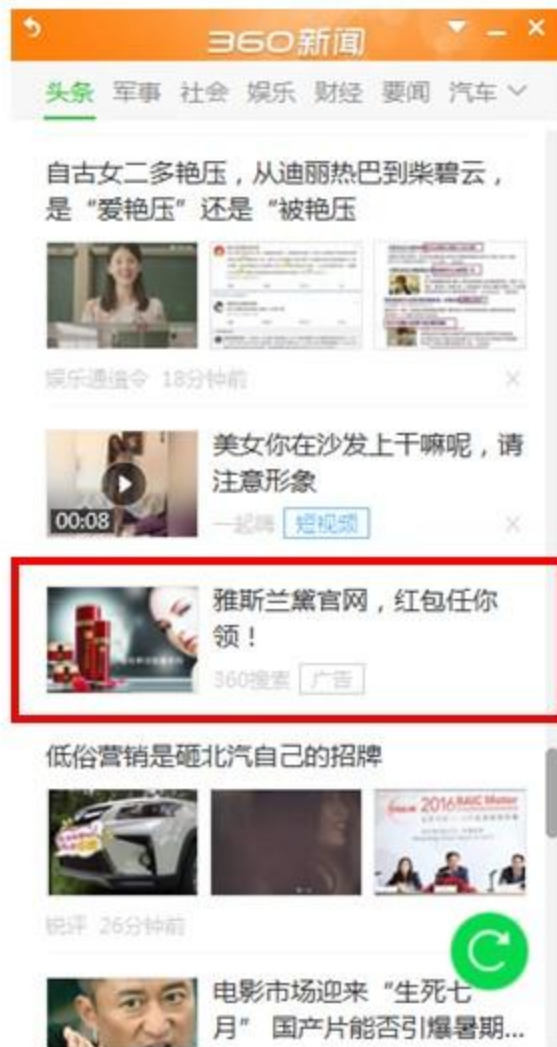 360新闻
头条 军事 社会 娱乐 财经 要闻 汽车
自古女二多艳压，从迪丽热巴到柴碧云，
是“爱艳压”还是“被艳压
娱乐通缉令 18分钟前
美女你在沙发上干嘛呢，请
注意形象
00:08
一起嗨 短视频
雅斯兰黛官网，红包任你
领！
360搜索 广告
低俗营销是砸北汽自己的招牌
2016 BAIC Motor
锐评 26分钟前
电影市场迎来“生死七
月” 国产片能否引爆暑期...